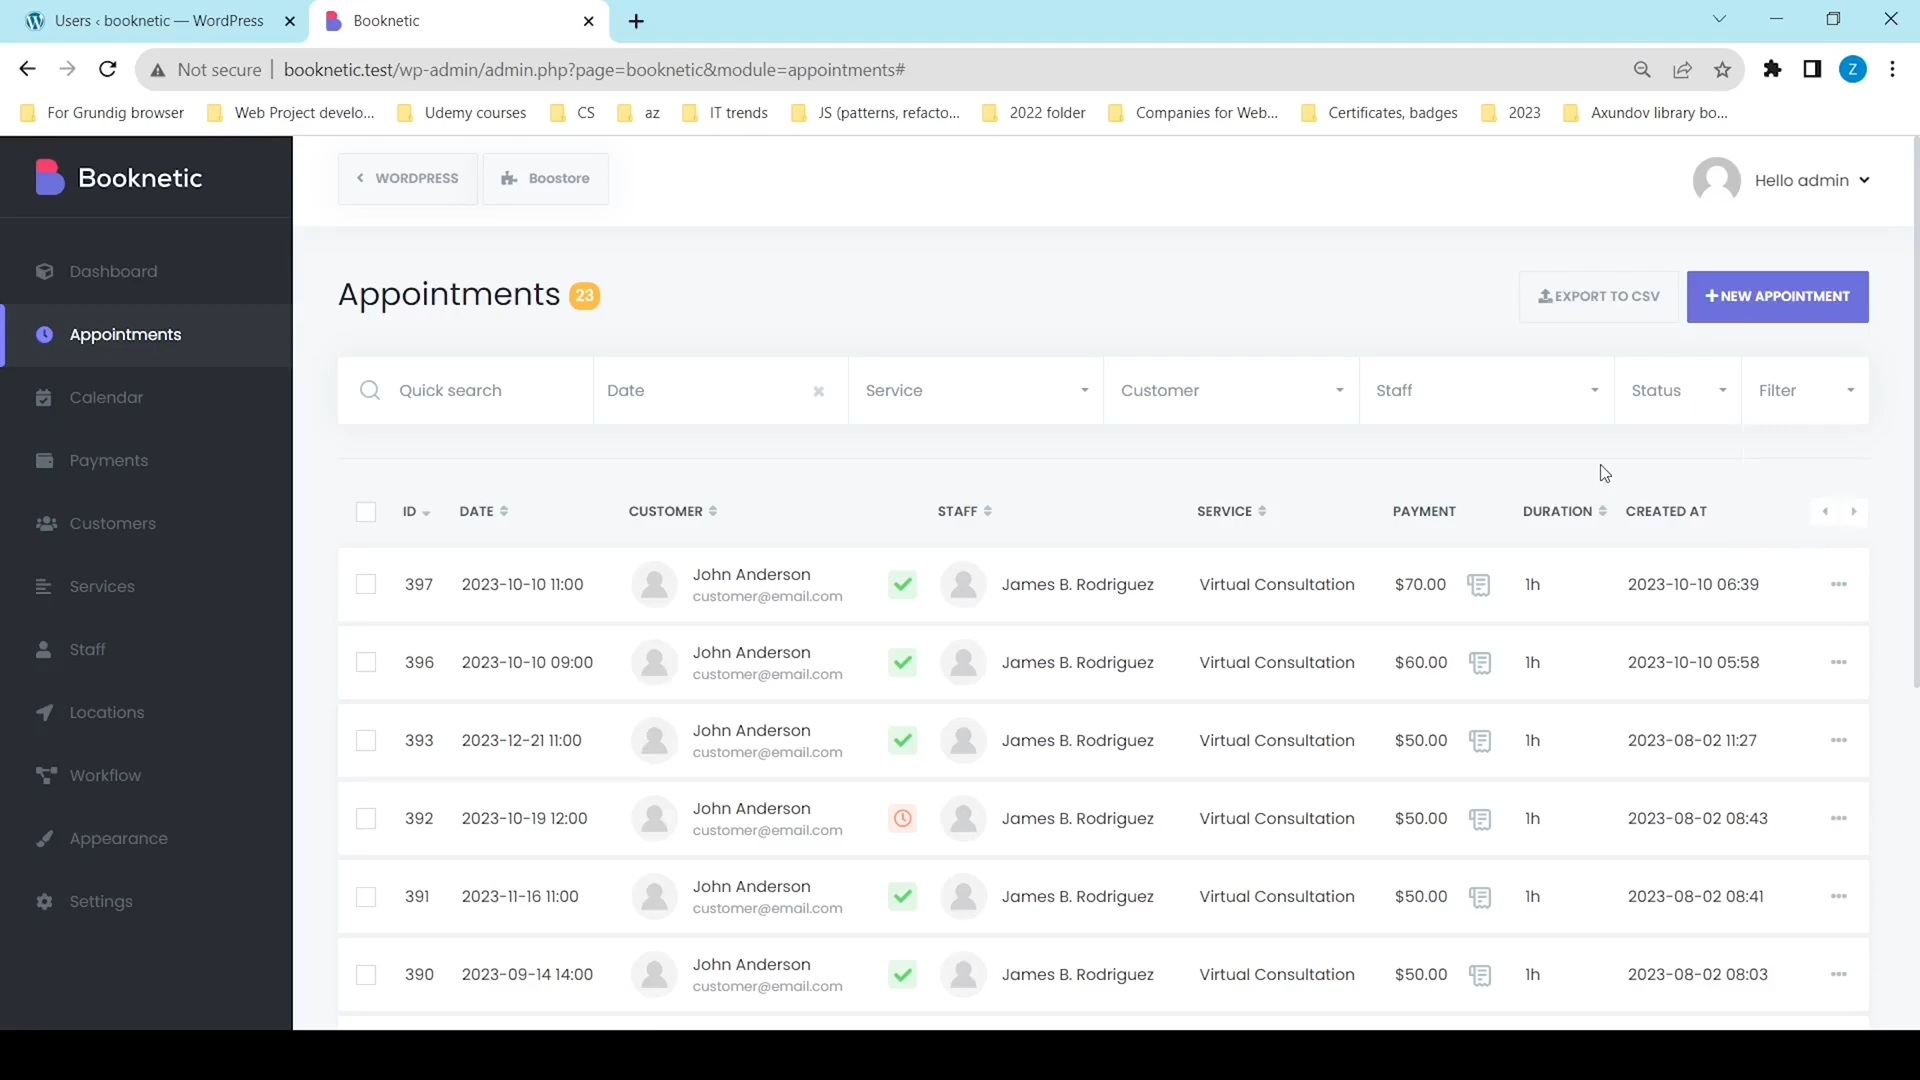 Users ‹ booknetic — WordPress
Booknetic
Not secure | booknetic.test/wp-admin/admin.php?page=booknetic&module=appointments#
Z
For Grundig directory
Web Project develo...
Udemy courses
CS
az
IT trends
JS (patterns, refacto...
2022 folder
Companies for Web...
Certificates, badges
2023
Axundov library bo...
Booknetic
WORDPRESS
Boostore
Hello admin
Dashboard
Appointments
Calendar
Payments
Customers
Services
Staff
Locations
Workflow
Appearance
Settings
Appointments 23
EXPORT TO CSV
+ NEW APPOINTMENT
Quick search
Date
Service
Customer
Staff
Status
Filter
ID DATE CUSTOMER STAFF SERVICE PAYMENT DURATION CREATED AT
397 2023-10-10 11:00 John Anderson James B. Rodriguez Virtual Consultation $70.00 1h 2023-10-10 06:39
customer@email.com
396 2023-10-10 09:00 John Anderson James B. Rodriguez Virtual Consultation $60.00 1h 2023-10-10 05:58
customer@email.com
393 2023-12-21 11:00 John Anderson James B. Rodriguez Virtual Consultation $50.00 1h 2023-08-02 11:27
customer@email.com
392 2023-10-19 12:00 John Anderson James B. Rodriguez Virtual Consultation $50.00 1h 2023-08-02 08:43
customer@email.com
391 2023-11-16 11:00 John Anderson James B. Rodriguez Virtual Consultation $50.00 1h 2023-08-02 08:41
customer@email.com
390 2023-09-14 14:00 John Anderson James B. Rodriguez Virtual Consultation $50.00 1h 2023-08-02 08:03
customer@email.com